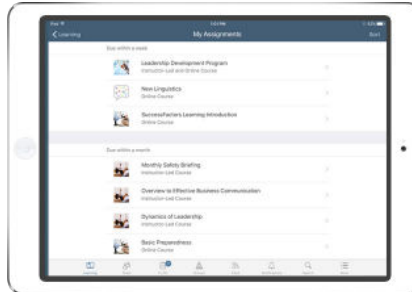 Learning
My Assignments
Sort
Due within a week
Leadership Development Program
Instructor-Led and Online Course
New Linguistics
Online Course
SuccessFactors Learning Introduction
Online Course
Due within a month
Monthly Safety Briefing
Instructor-Led Course
Overview to Effective Business Communication
Instructor-Led Course
Dynamics of Leadership
Instructor-Led Course
Basic Preparedness
Online Course
Learning